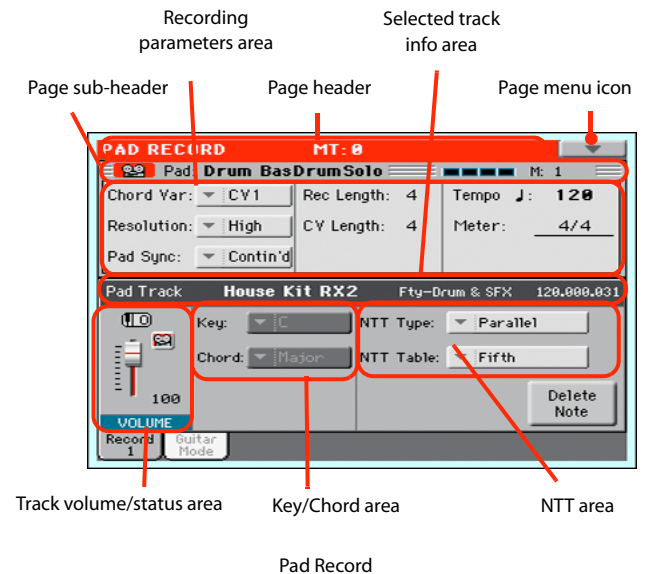 Recording
parameters area
Selected track
info area
Page sub-header
Page header
Page menu icon
PAD RECORD MT: 0
Pad: Drum BasDrumSolo M: 1
Chord Var: CV1 Rec Length: 4 Tempo ♩: 120
Resolution: High CV Length: 4 Meter: 4/4
Pad Sync: Contin'd
Pad Track House Kit RX2 Fty-Drum & SFX 120.000.031
Key: C NTT Type: Parallel
Chord: Major NTT Table: Fifth
100
VOLUME
Delete
Note
Record
1
Guitar
Mode
Track volume/status area
Key/Chord area
NTT area
Pad Record